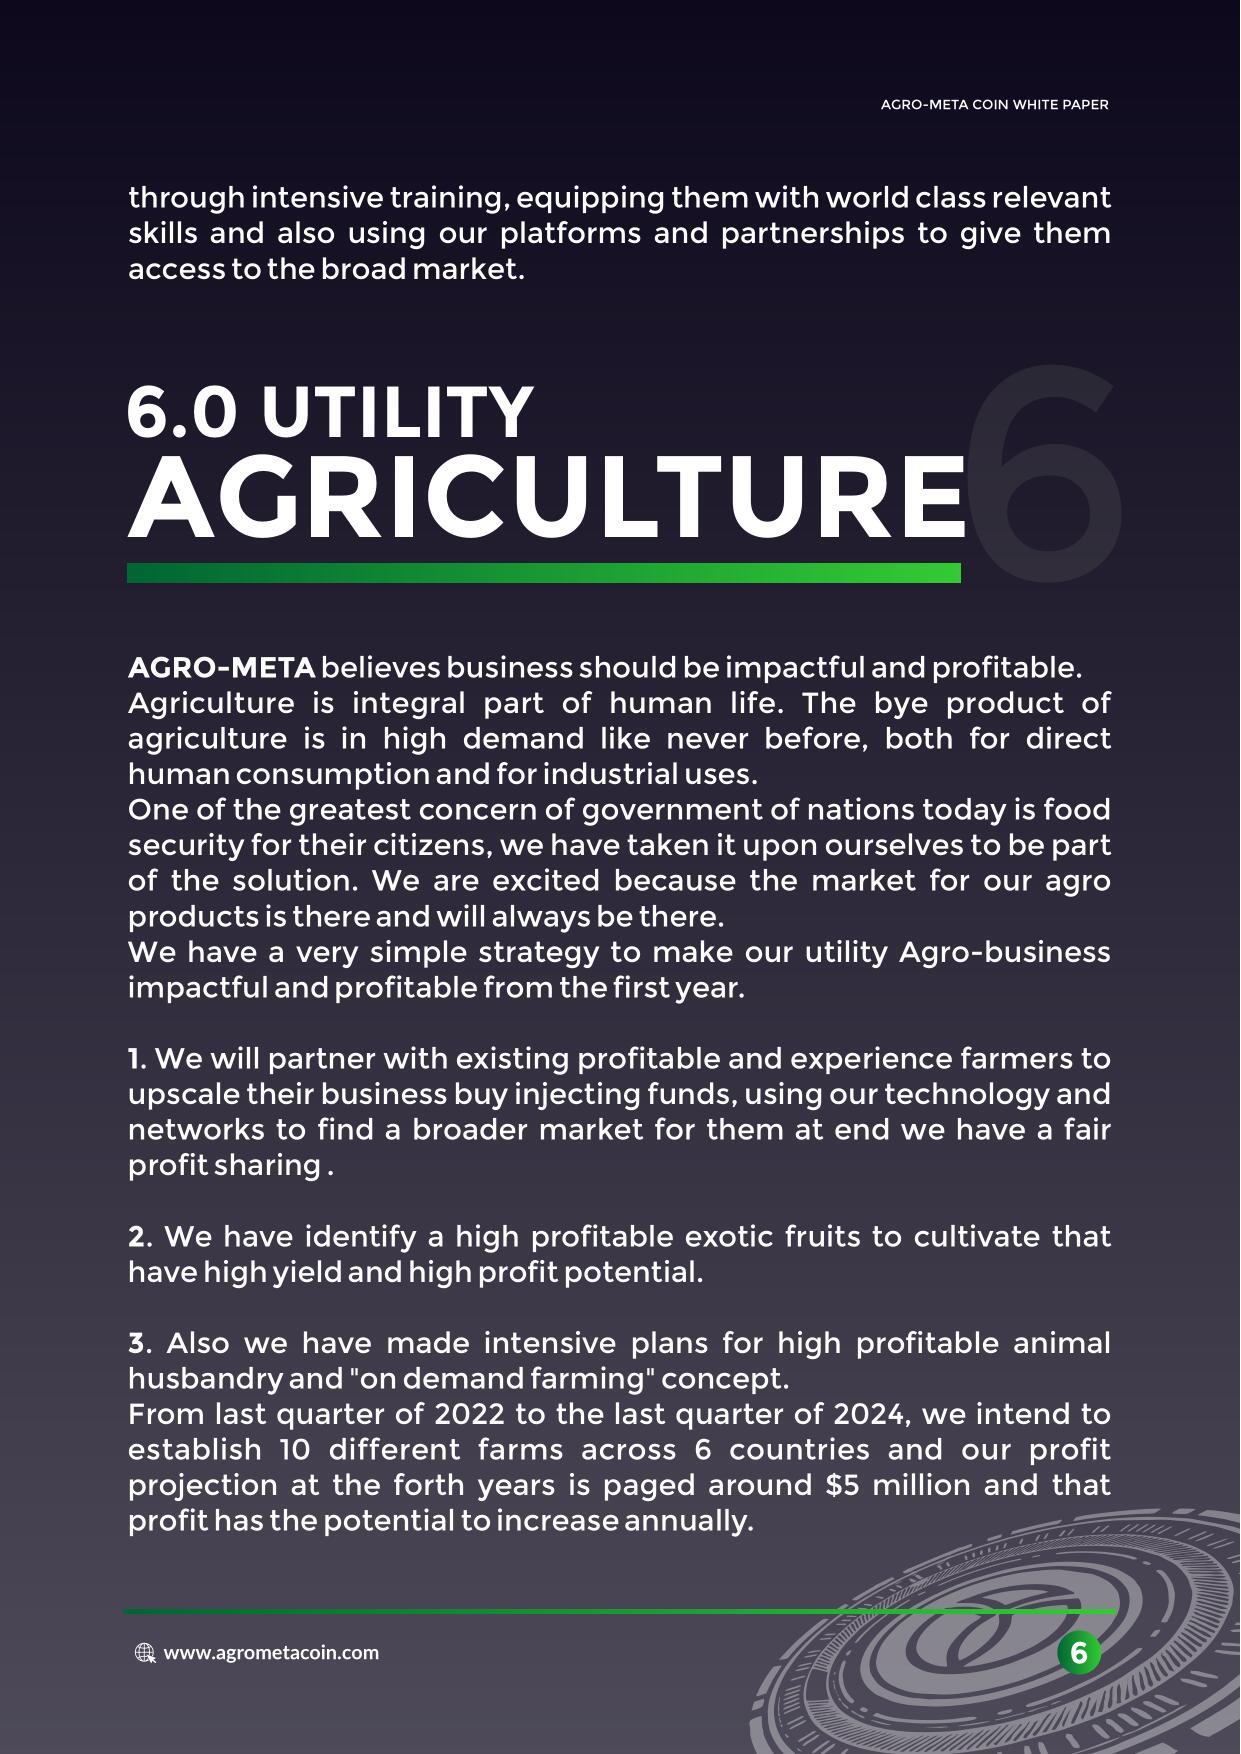 AGRO-META COIN WHITE PAPER
through intensive training, equipping them with world class relevant
skills and also using our platforms and partnerships to give them
access to the broad market.
6
6.0 UTILITY
AGRICULTURE
AGRO-META believes business should be impactful and profitable.
Agriculture is integral part of human life. The bye product of
agriculture is in high demand like never before, both for direct
human consumption and for industrial uses.
One of the greatest concern of government of nations today is food
security for their citizens, we have taken it upon ourselves to be part
of the solution. We are excited because the market for our agro
products is there and will always be there.
We have a very simple strategy to make our utility Agro-business
impactful and profitable from the first year.
1. We will partner with existing profitable and experience farmers to
upscale their business buy injecting funds, using our technology and
networks to find a broader market for them at end we have a fair
profit sharing .
2. We have identify a high profitable exotic fruits to cultivate that
have high yield and high profit potential.
3. Also we have made intensive plans for high profitable animal
husbandry and "on demand farming" concept.
From last quarter of 2022 to the last quarter of 2024, we intend to
establish 10 different farms across 6 countries and our profit
projection at the forth years is paged around $5 million and that
profit has the potential to increase annually.
www.agrometacoin.com
6